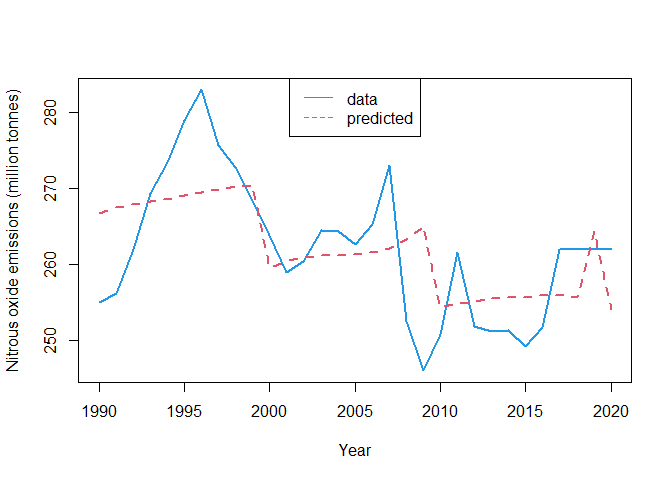 Nitrous oxide emissions (million tonnes)
280
270
260
250
data
predicted
1990 1995 2000 2005 2010 2015 2020
Year